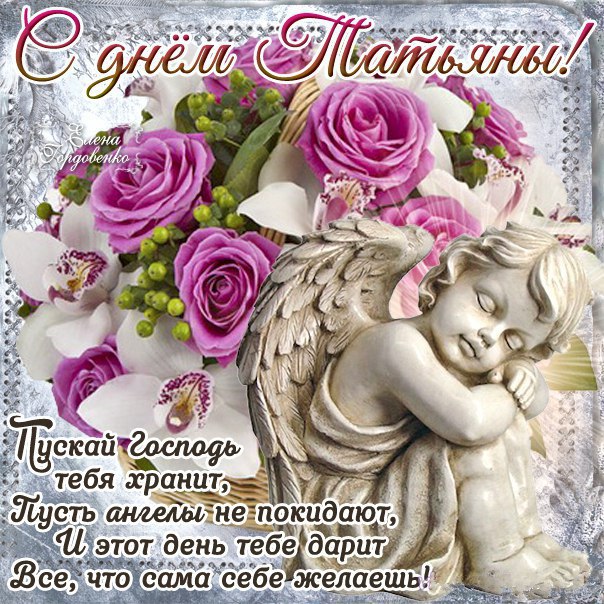 С днём Татьяны!
Елена
Гордовенко
Пускай Господь
тебя хранит,
Пусть ангелы не покидают,
И этот день тебе дарит
Все, что сама себе желаешь!